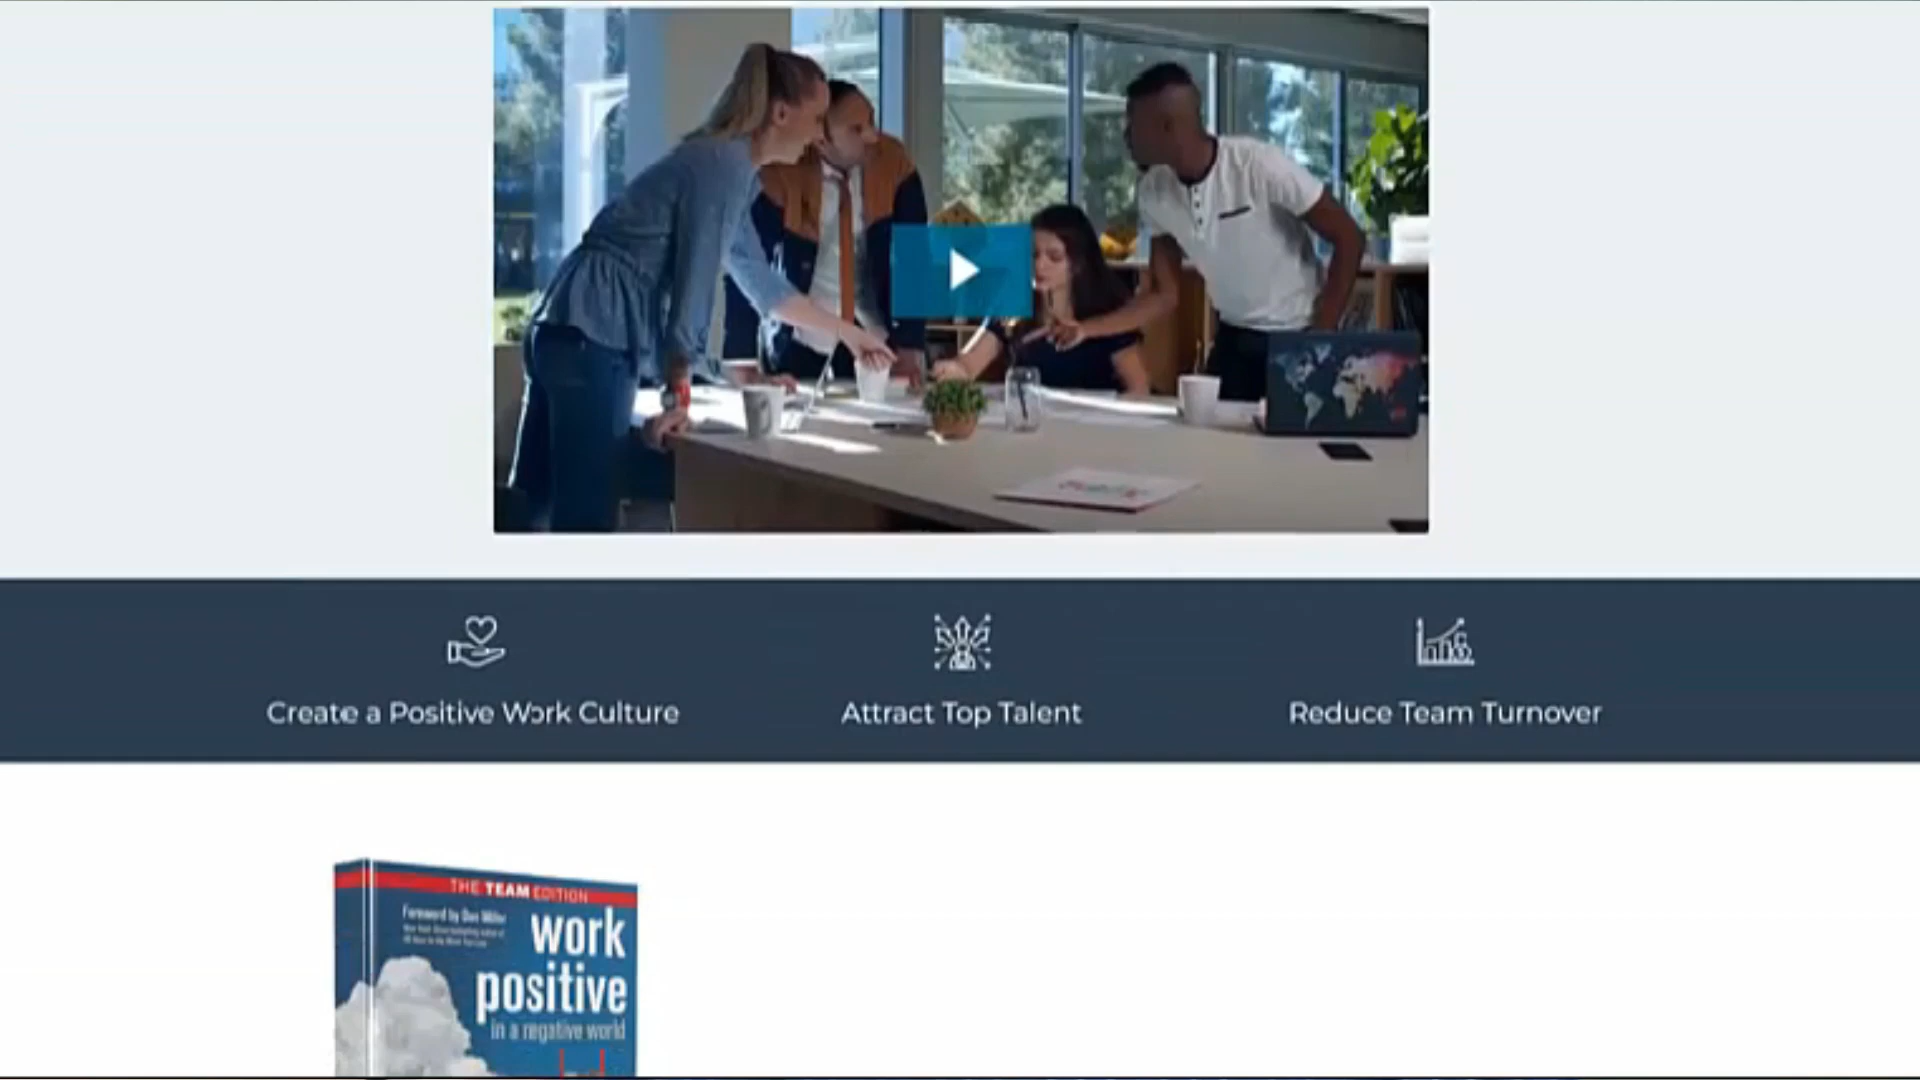 Create a Positive Work Culture
Attract Top Talent
Reduce Team Turnover
THE TEAM EDITION
Foreword by Dan Miller
work
positive
in a negative world